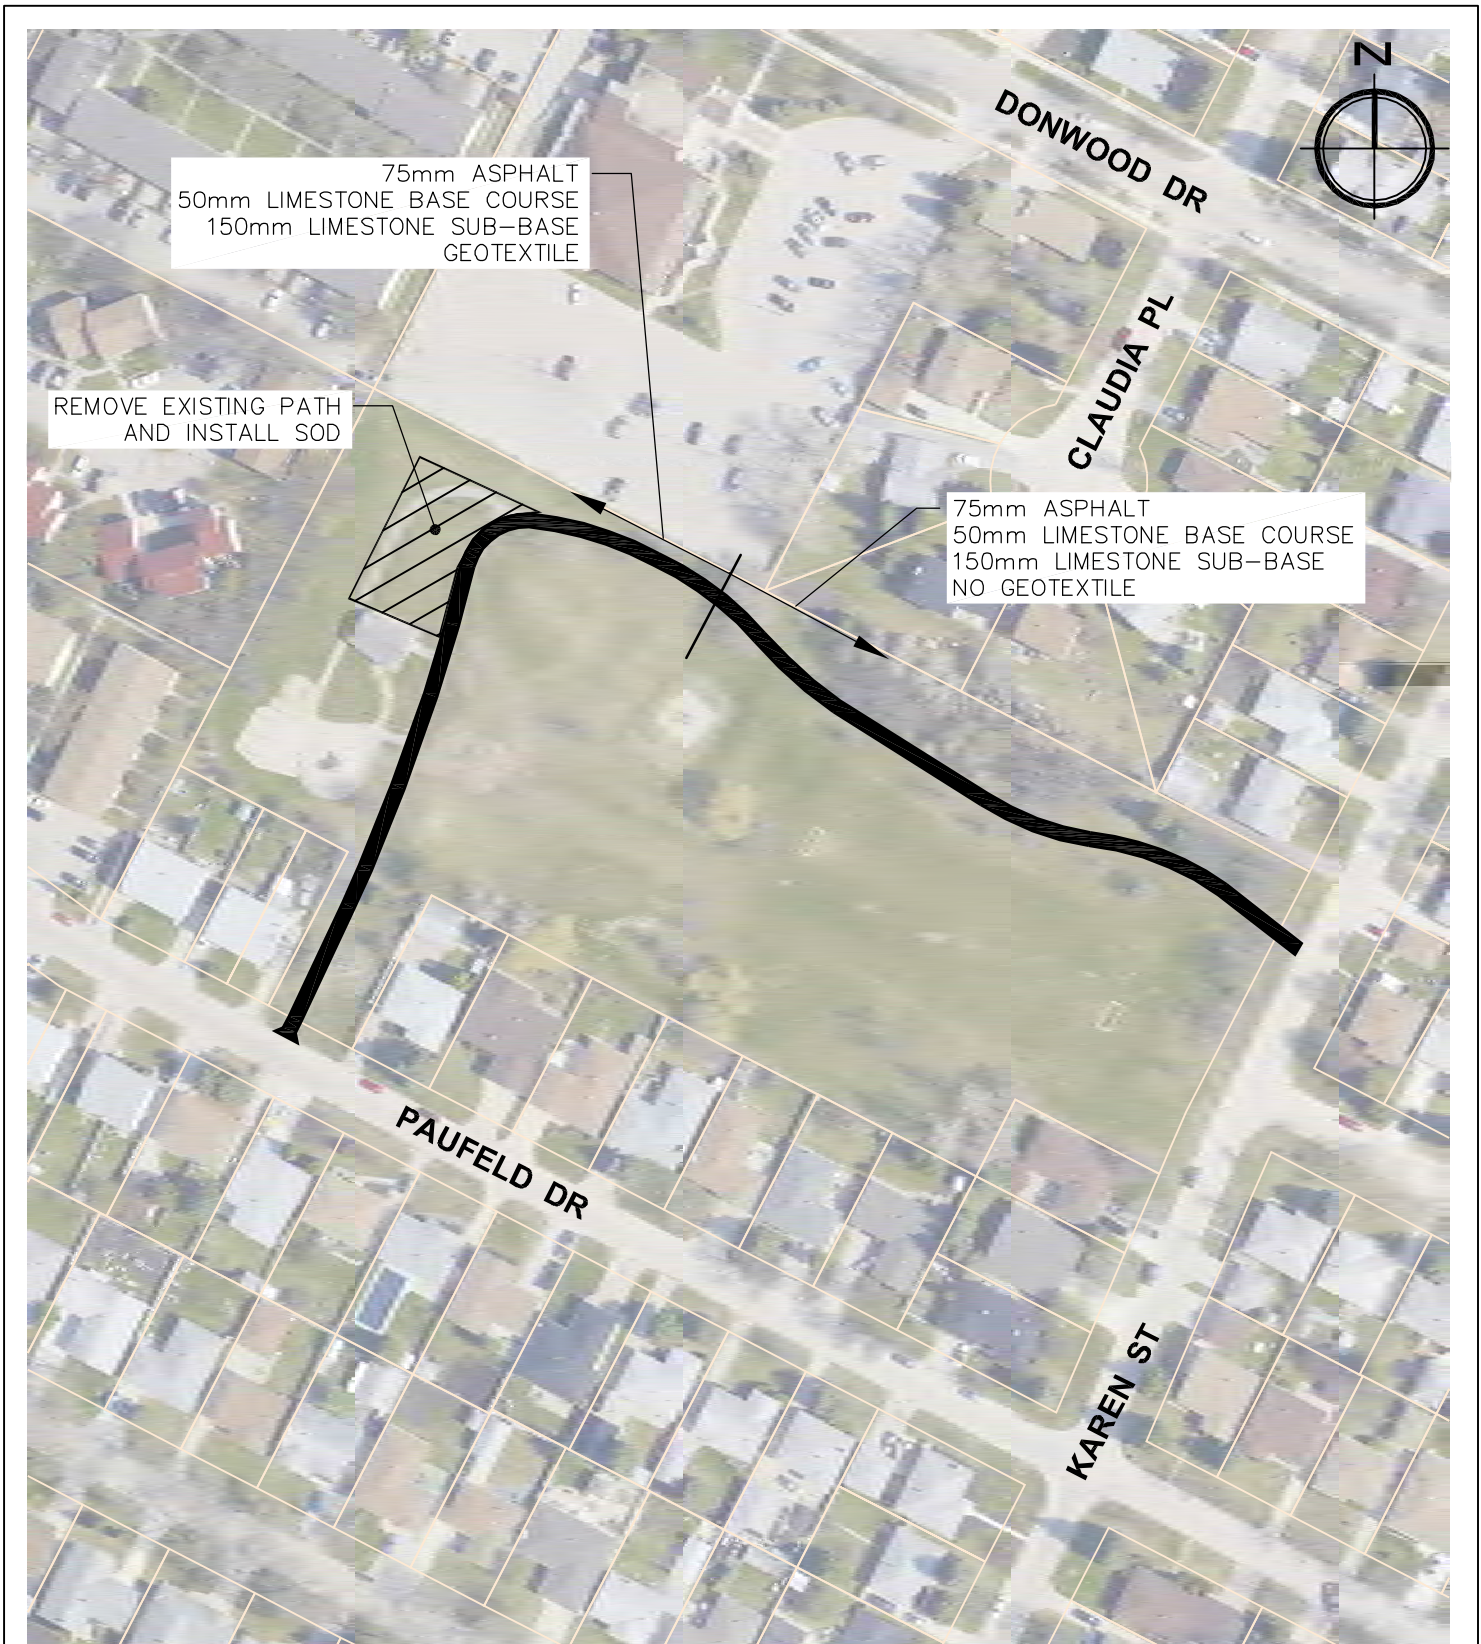 N
DONWOOD DR
75mm ASPHALT
50mm LIMESTONE BASE COURSE
150mm LIMESTONE SUB-BASE
GEOTEXTILE
CLAUDIA PL
REMOVE EXISTING PATH
AND INSTALL SOD
75mm ASPHALT
50mm LIMESTONE BASE COURSE
150mm LIMESTONE SUB-BASE
NO GEOTEXTILE
PAUFELD DR
KAREN ST